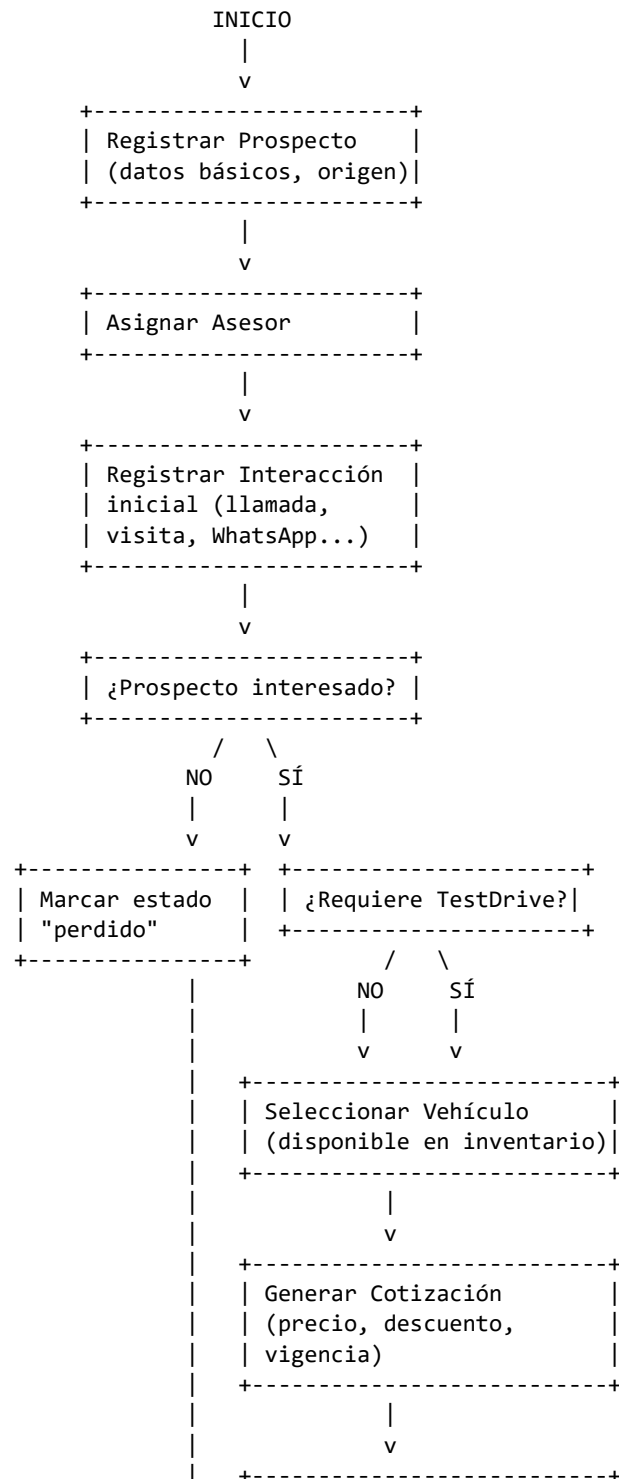 INICIO
Registrar Prospecto
(datos básicos, origen)
Asignar Asesor
Registrar Interacción
inicial (llamada,
visita, WhatsApp...)
¿Prospecto interesado?
NO SÍ
Marcar estado
"perdido"
¿Requiere TestDrive?
NO SÍ
Seleccionar Vehículo
(disponible en inventario)
Generar Cotización
(precio, descuento,
vigencia)